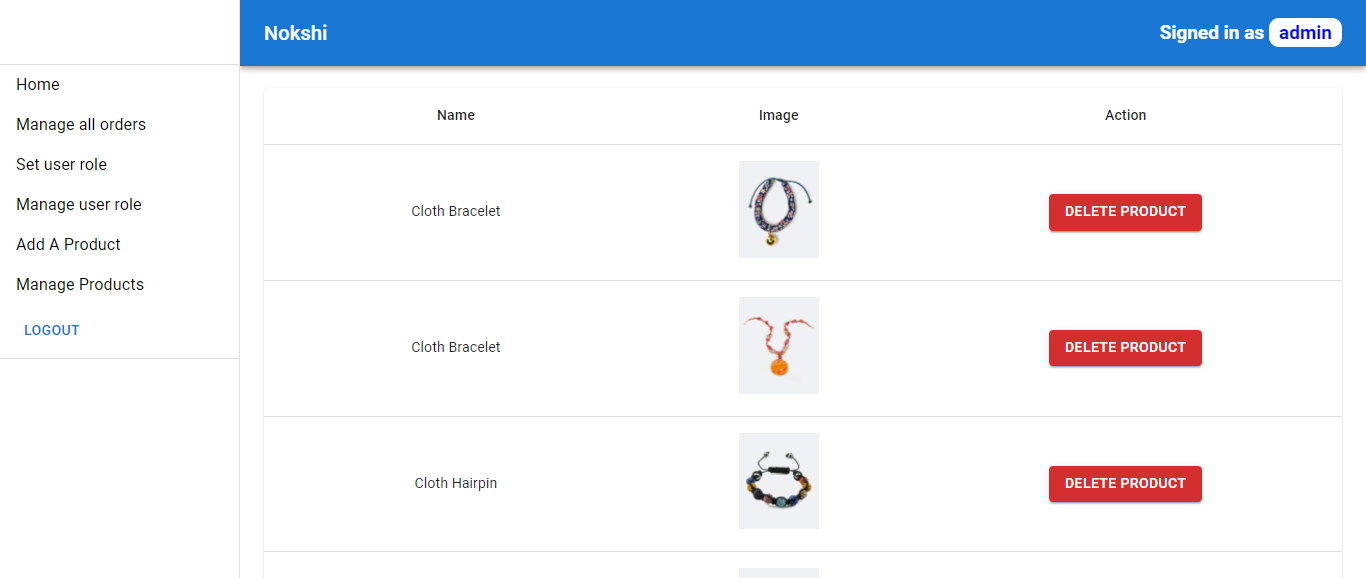 Nokshi
Signed in as admin
Home
Manage all orders
Set user role
Manage user role
Add A Product
Manage Products
LOGOUT
Name Image Action
Cloth Bracelet DELETE PRODUCT
Cloth Bracelet DELETE PRODUCT
Cloth Hairpin DELETE PRODUCT